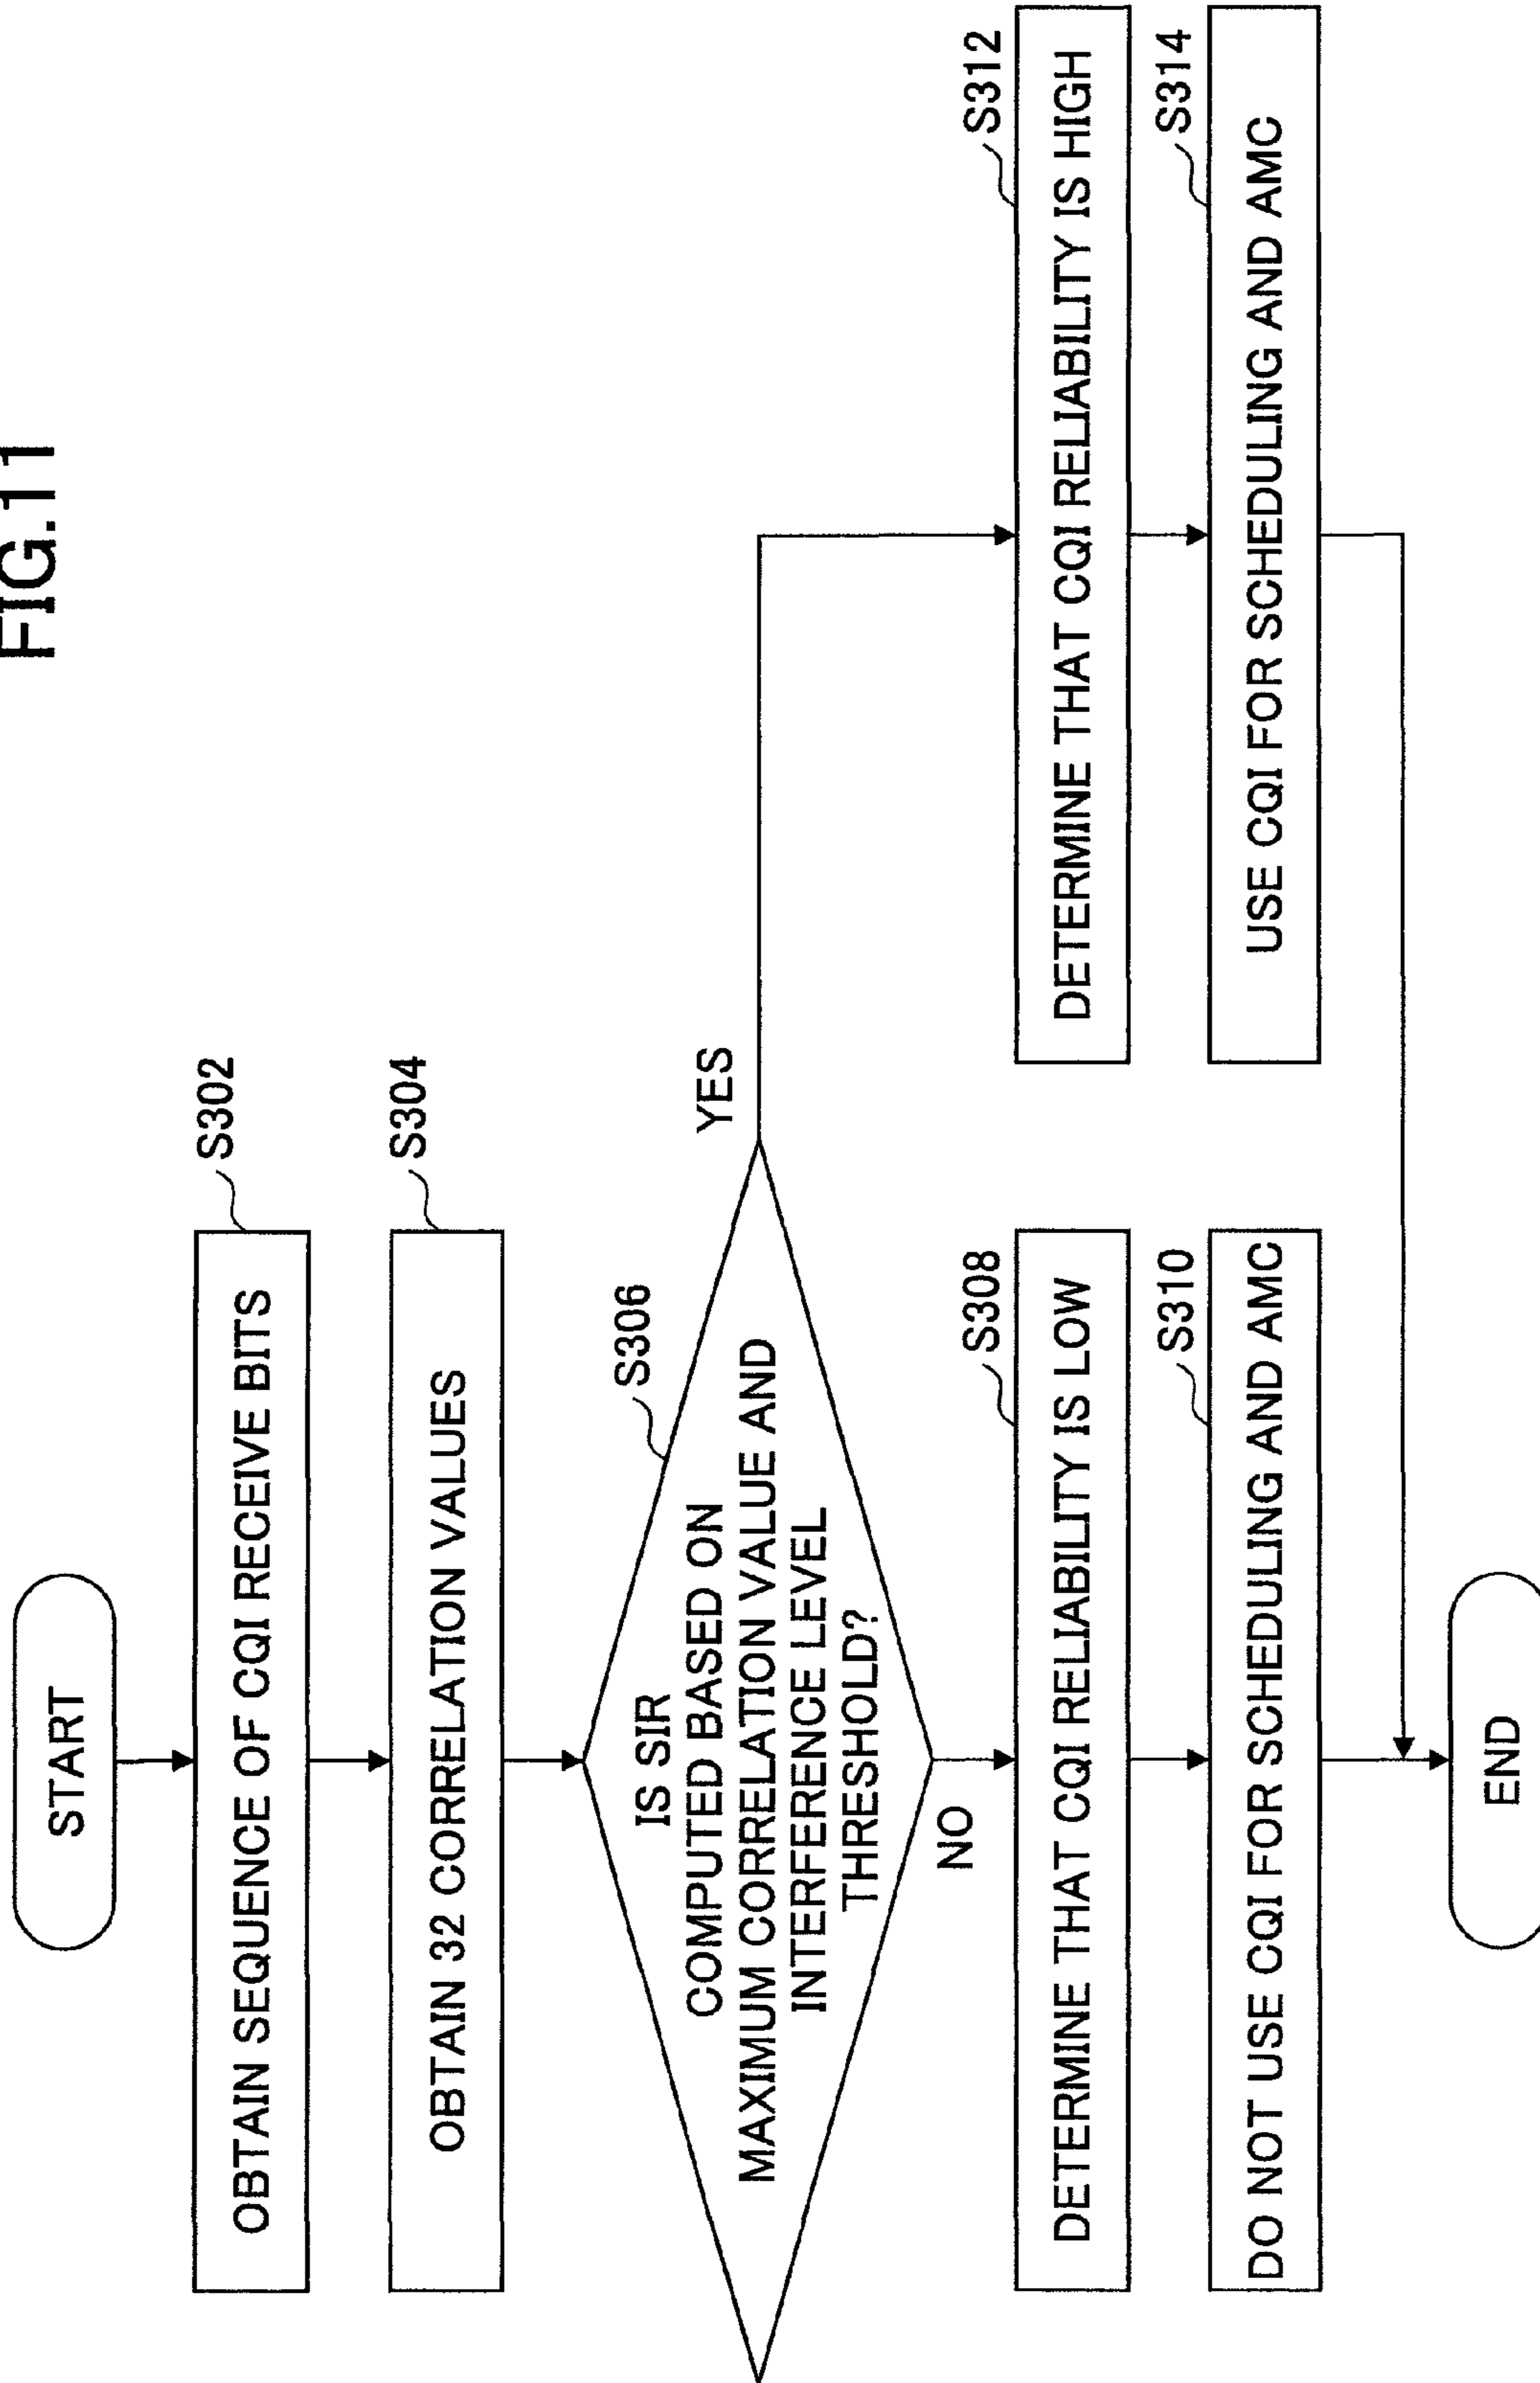 FIG.11
START
OBTAIN SEQUENCE OF CQI RECEIVE BITS
S302
OBTAIN 32 CORRELATION VALUES
S304
IS SIR
COMPUTED BASED ON
MAXIMUM CORRELATION VALUE AND
INTERFERENCE LEVEL
THRESHOLD?
S306
YES
NO
DETERMINE THAT CQI RELIABILITY IS LOW
S308
DO NOT USE CQI FOR SCHEDULING AND AMC
S310
DETERMINE THAT CQI RELIABILITY IS HIGH
S312
USE CQI FOR SCHEDULING AND AMC
S314
END